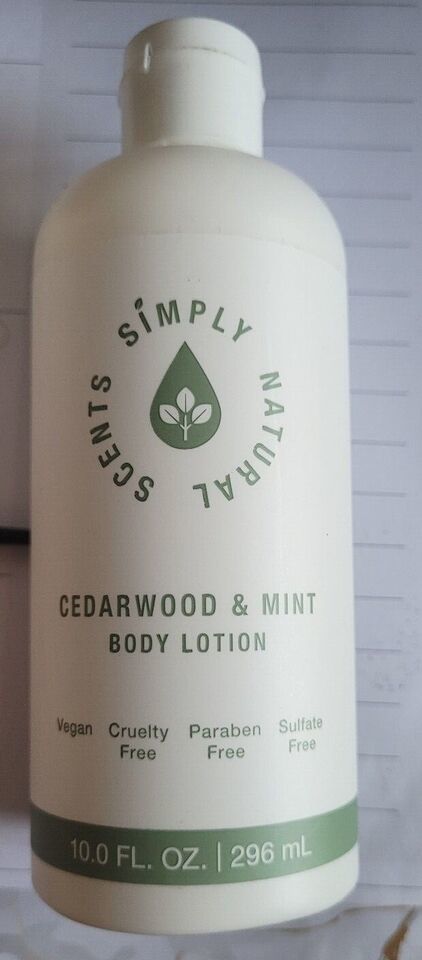 SiMPLY NATURAL SCENTS
CEDARWOOD & MINT
BODY LOTION
Vegan Cruelty Free Paraben Free Sulfate Free
10.0 FL. OZ. | 296 mL